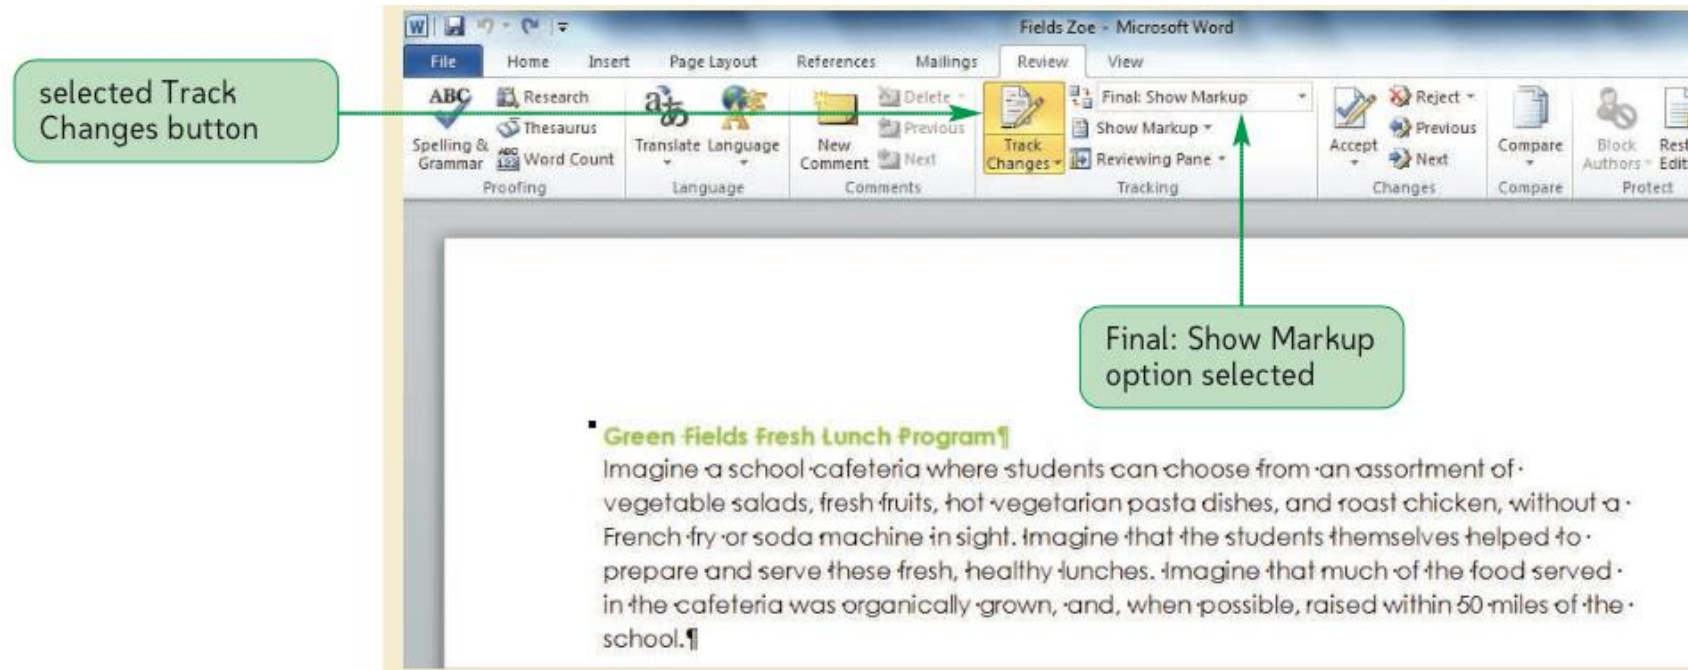 Fields Zoe - Microsoft Word
File Home Insert Page Layout References Mailings Review View
selected Track
Changes button
ABC
Spelling &
Grammar
Research
Thesaurus
ABC
123 Word Count
Proofing
Translate Language
Language
New
Comment
Delete
Previous
Next
Comments
Track
Changes
Final: Show Markup
Show Markup
Reviewing Pane
Tracking
Accept
Reject
Previous
Next
Changes
Compare
Compare
Block
Authors
Rest
Edit
Protect
Final: Show Markup
option selected
Green Fields Fresh Lunch Program¶
Imagine a school cafeteria where students can choose from an assortment of
vegetable salads, fresh fruits, hot vegetarian pasta dishes, and roast chicken, without a
French fry or soda machine in sight. Imagine that the students themselves helped to
prepare and serve these fresh, healthy lunches. Imagine that much of the food served
in the cafeteria was organically grown, and, when possible, raised within 50 miles of the
school.¶